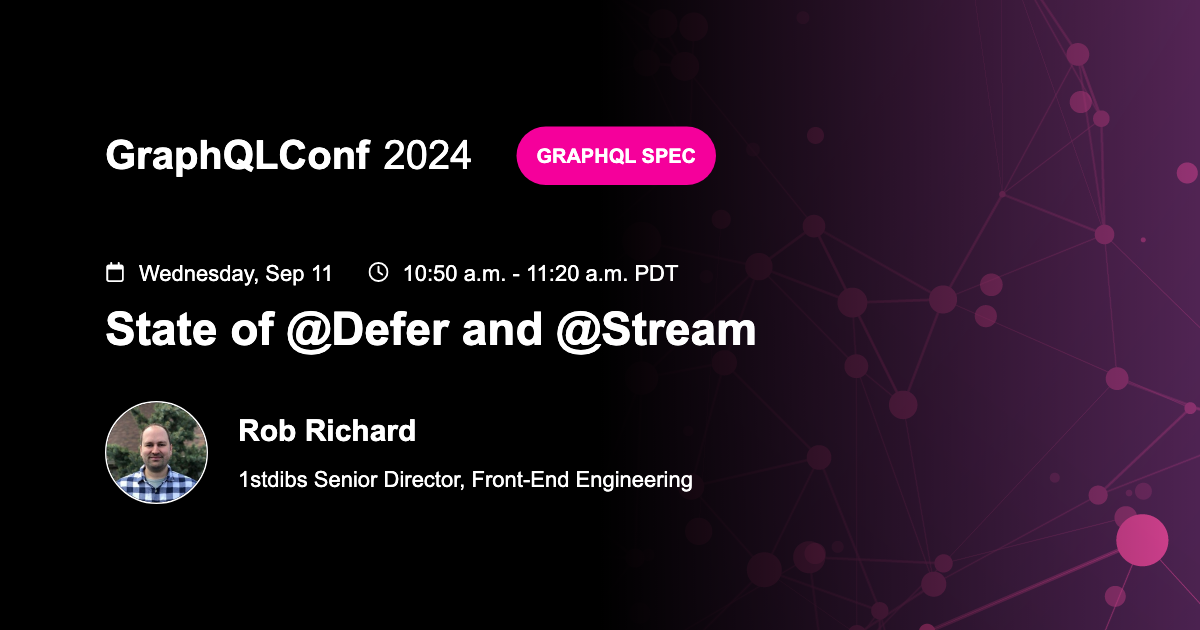 GraphQLConf 2024
GRAPHQL SPEC
Wednesday, Sep 11
10:50 a.m. - 11:20 a.m. PDT
State of @Defer and @Stream
Rob Richard
1stdibs Senior Director, Front-End Engineering